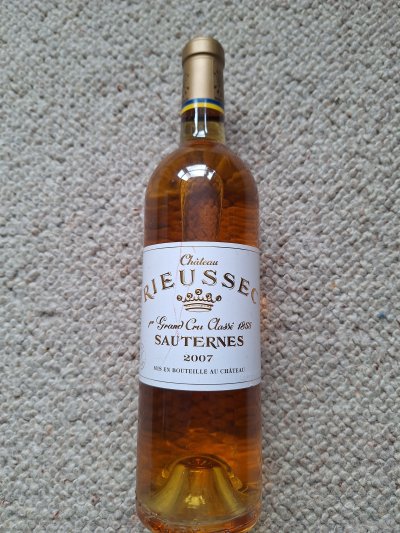 Château
RIEUSSEC
1er Grand Cru Classé 1855
SAUTERNES
2007
MIS EN BOUTEILLE AU CHÂTEAU